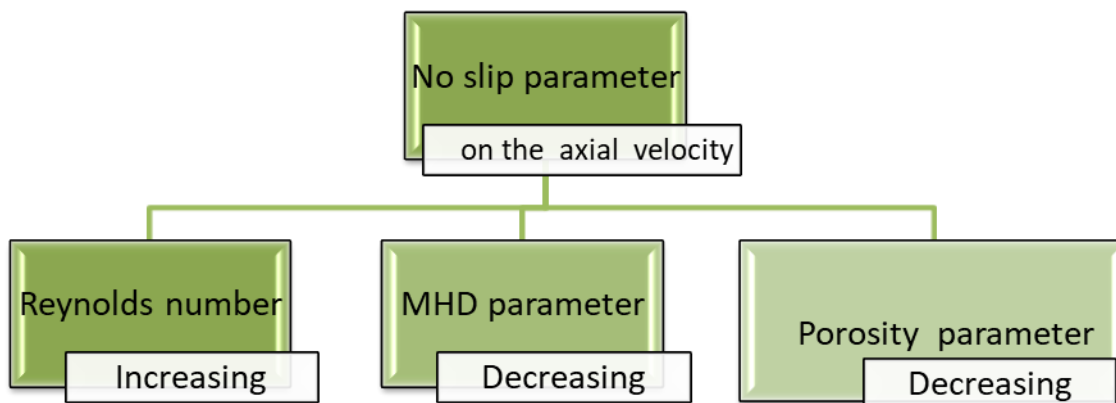 No slip parameter
on the axial velocity
Reynolds number
Increasing
MHD parameter
Decreasing
Porosity parameter
Decreasing